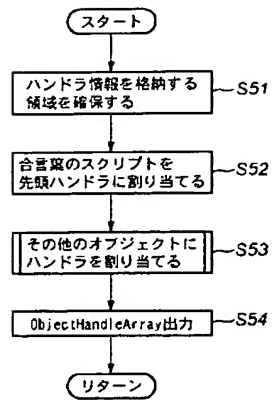 スタート
ハンドラ情報を格納する
領域を確保する
S51
合言葉のスクリプトを
先頭ハンドラに割り当てる
S52
その他のオブジェクトに
ハンドラを割り当てる
S53
ObjectHandleArray出力
S54
リターン